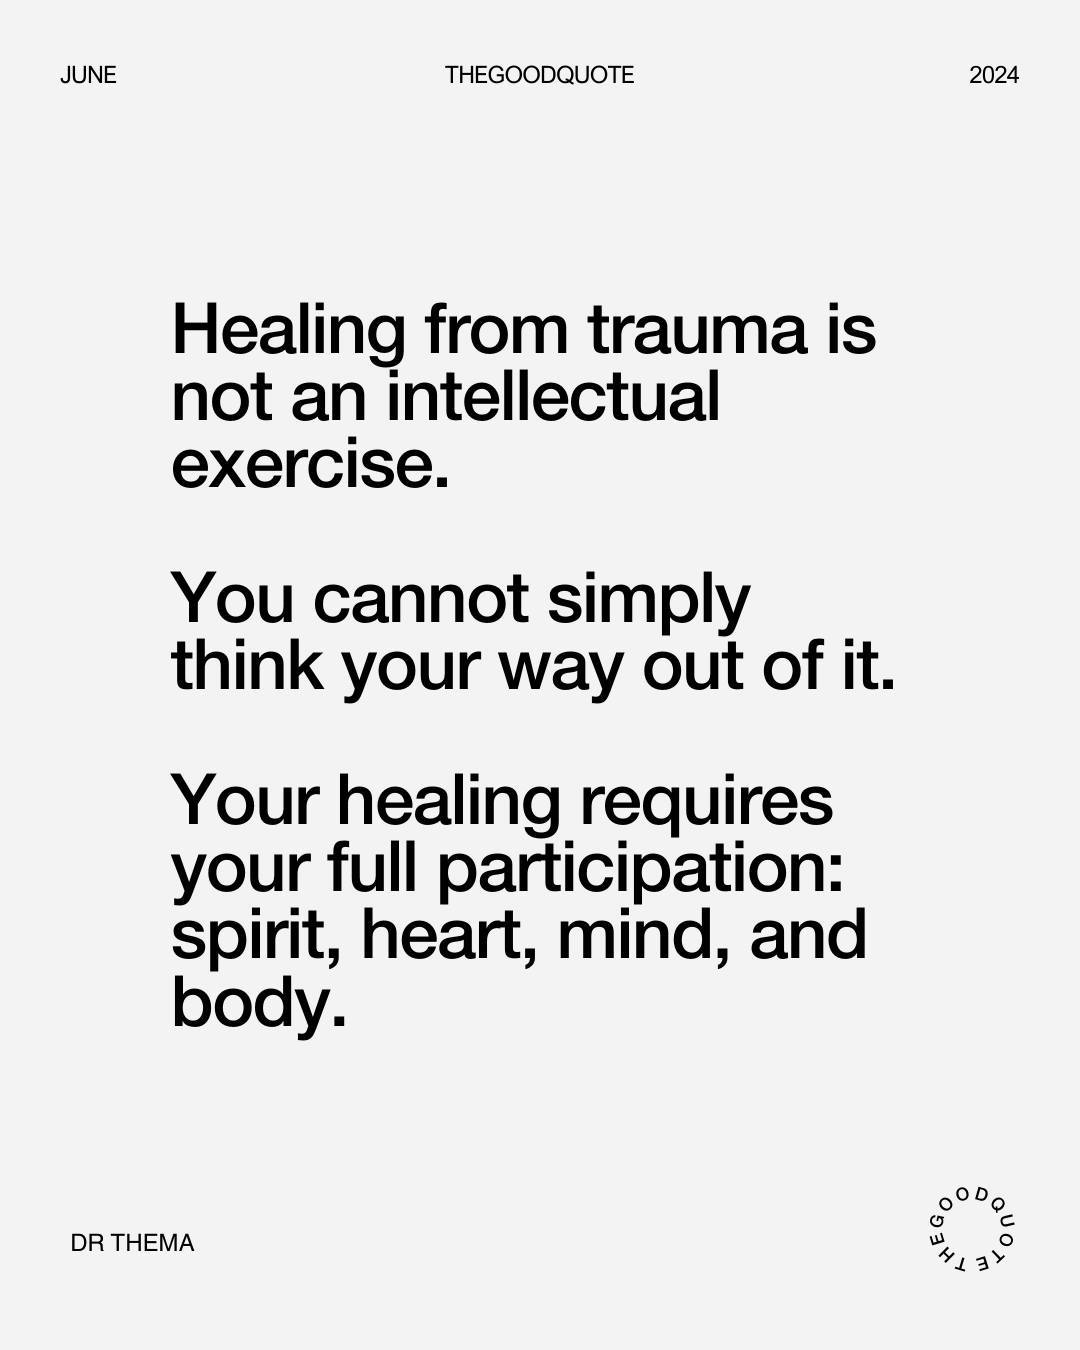 JUNE THEGOODQUOTE 2024
Healing from trauma is
not an intellectual
exercise.
You cannot simply
think your way out of it.
Your healing requires
your full participation:
spirit, heart, mind, and
body.
DR THEMA
THEGOODQUOTE